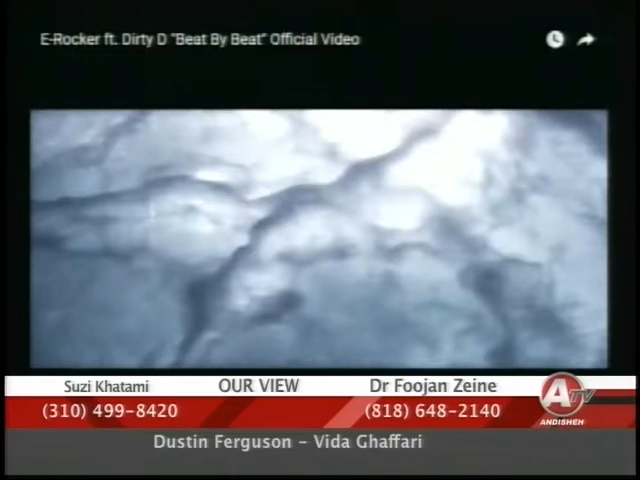 E-Rocker ft. Dirty D "Beat By Beat" Official Video
Suzi Khatami OUR VIEW Dr Foojan Zeine
(310) 499-8420 (818) 648-2140
A TV
ANDISHEH
Dustin Ferguson - Vida Ghaffari